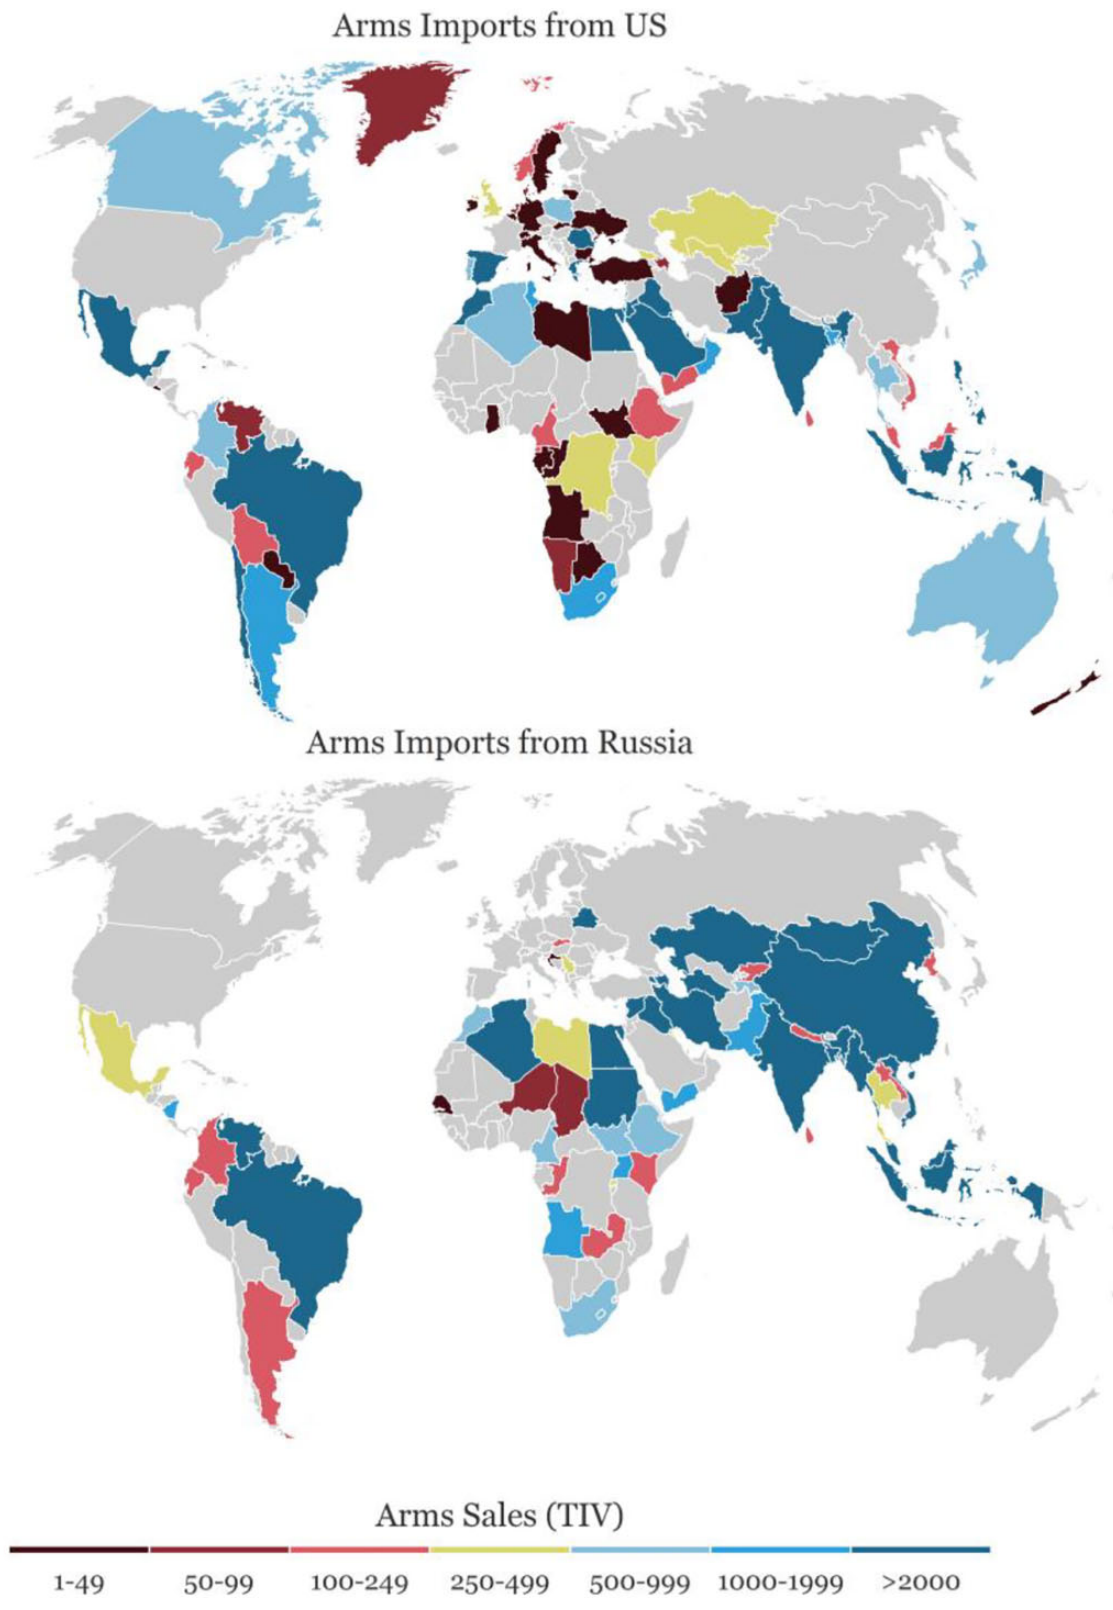 Arms Imports from US
Arms Imports from Russia
Arms Sales (TIV)
1-49 50-99 100-249 250-499 500-999 1000-1999 >2000